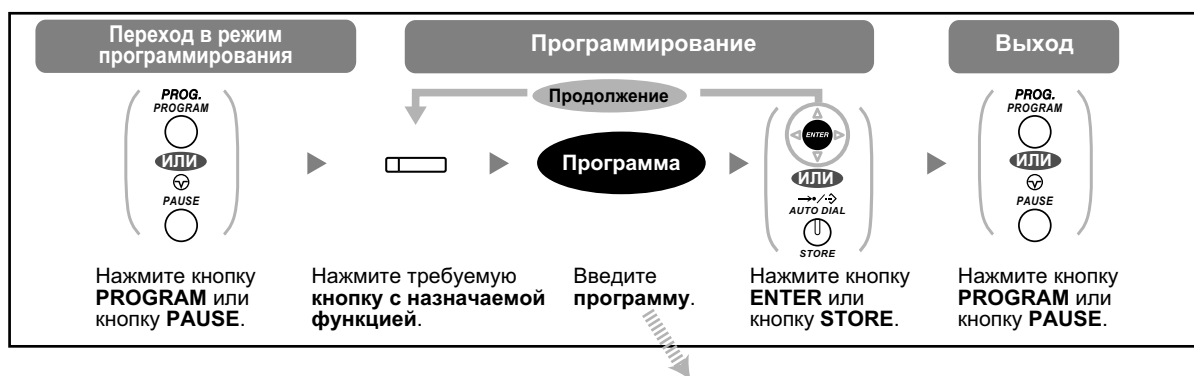 Переход в режим
программирования
Программирование
Выход
Продолжение
PROG.
PROGRAM
ИЛИ
PAUSE
Программа
ENTER
ИЛИ
AUTO DIAL
STORE
PROG.
PROGRAM
ИЛИ
PAUSE
Нажмите кнопку
PROGRAM или
кнопку PAUSE.
Нажмите требуемую
кнопку с назначаемой
функцией.
Введите
программу.
Нажмите кнопку
ENTER или
кнопку STORE.
Нажмите кнопку
PROGRAM или
кнопку PAUSE.